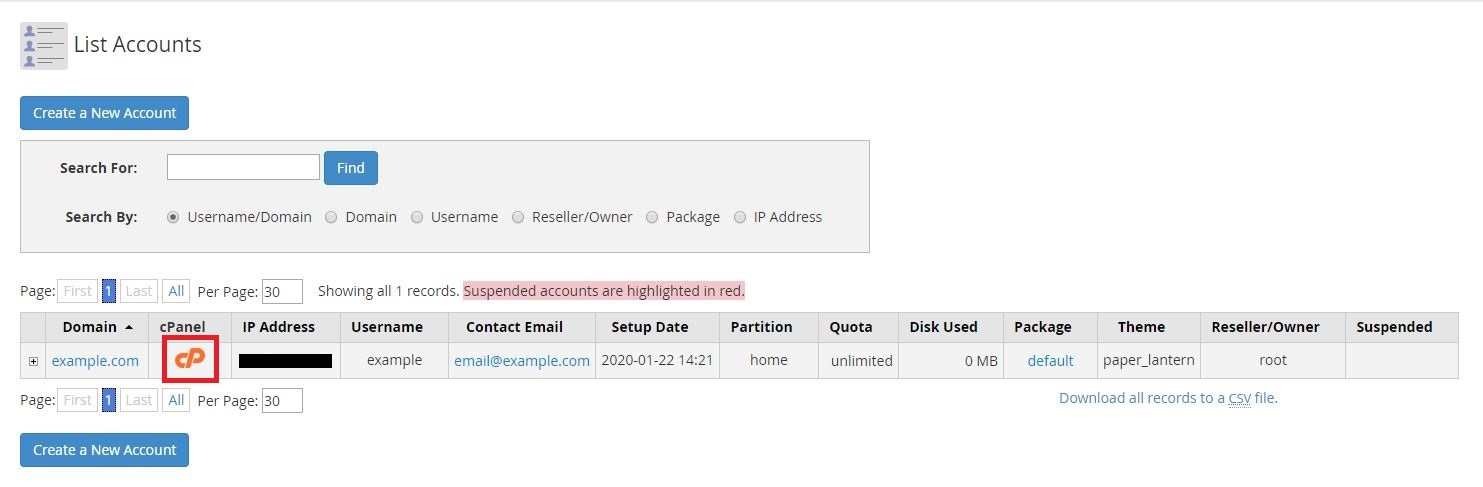 List Accounts
Create a New Account
Search For: Find
Search By: Username/Domain Domain Username Reseller/Owner Package IP Address
Page: First 1 Last All Per Page: 30 Showing all 1 records. Suspended accounts are highlighted in red.
Domain cPanel IP Address Username Contact Email Setup Date Partition Quota Disk Used Package Theme Reseller/Owner Suspended
example.com cP example email@example.com 2020-01-22 14:21 home unlimited 0 MB default paper_lantern root
Page: First 1 Last All Per Page: 30 Download all records to a CSV file.
Create a New Account